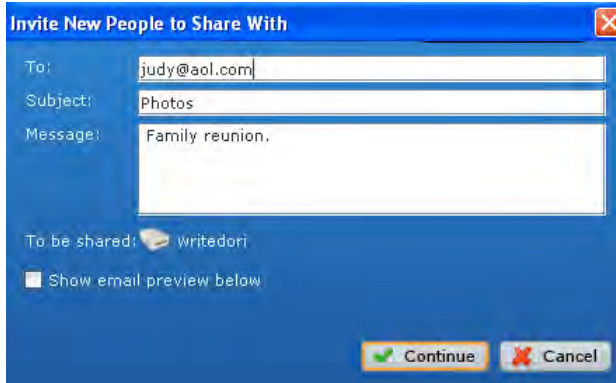 Invite New People to Share With
To: judy@aol.com
Subject: Photos
Message: Family reunion.
To be shared: writedori
Show email preview below
Continue Cancel